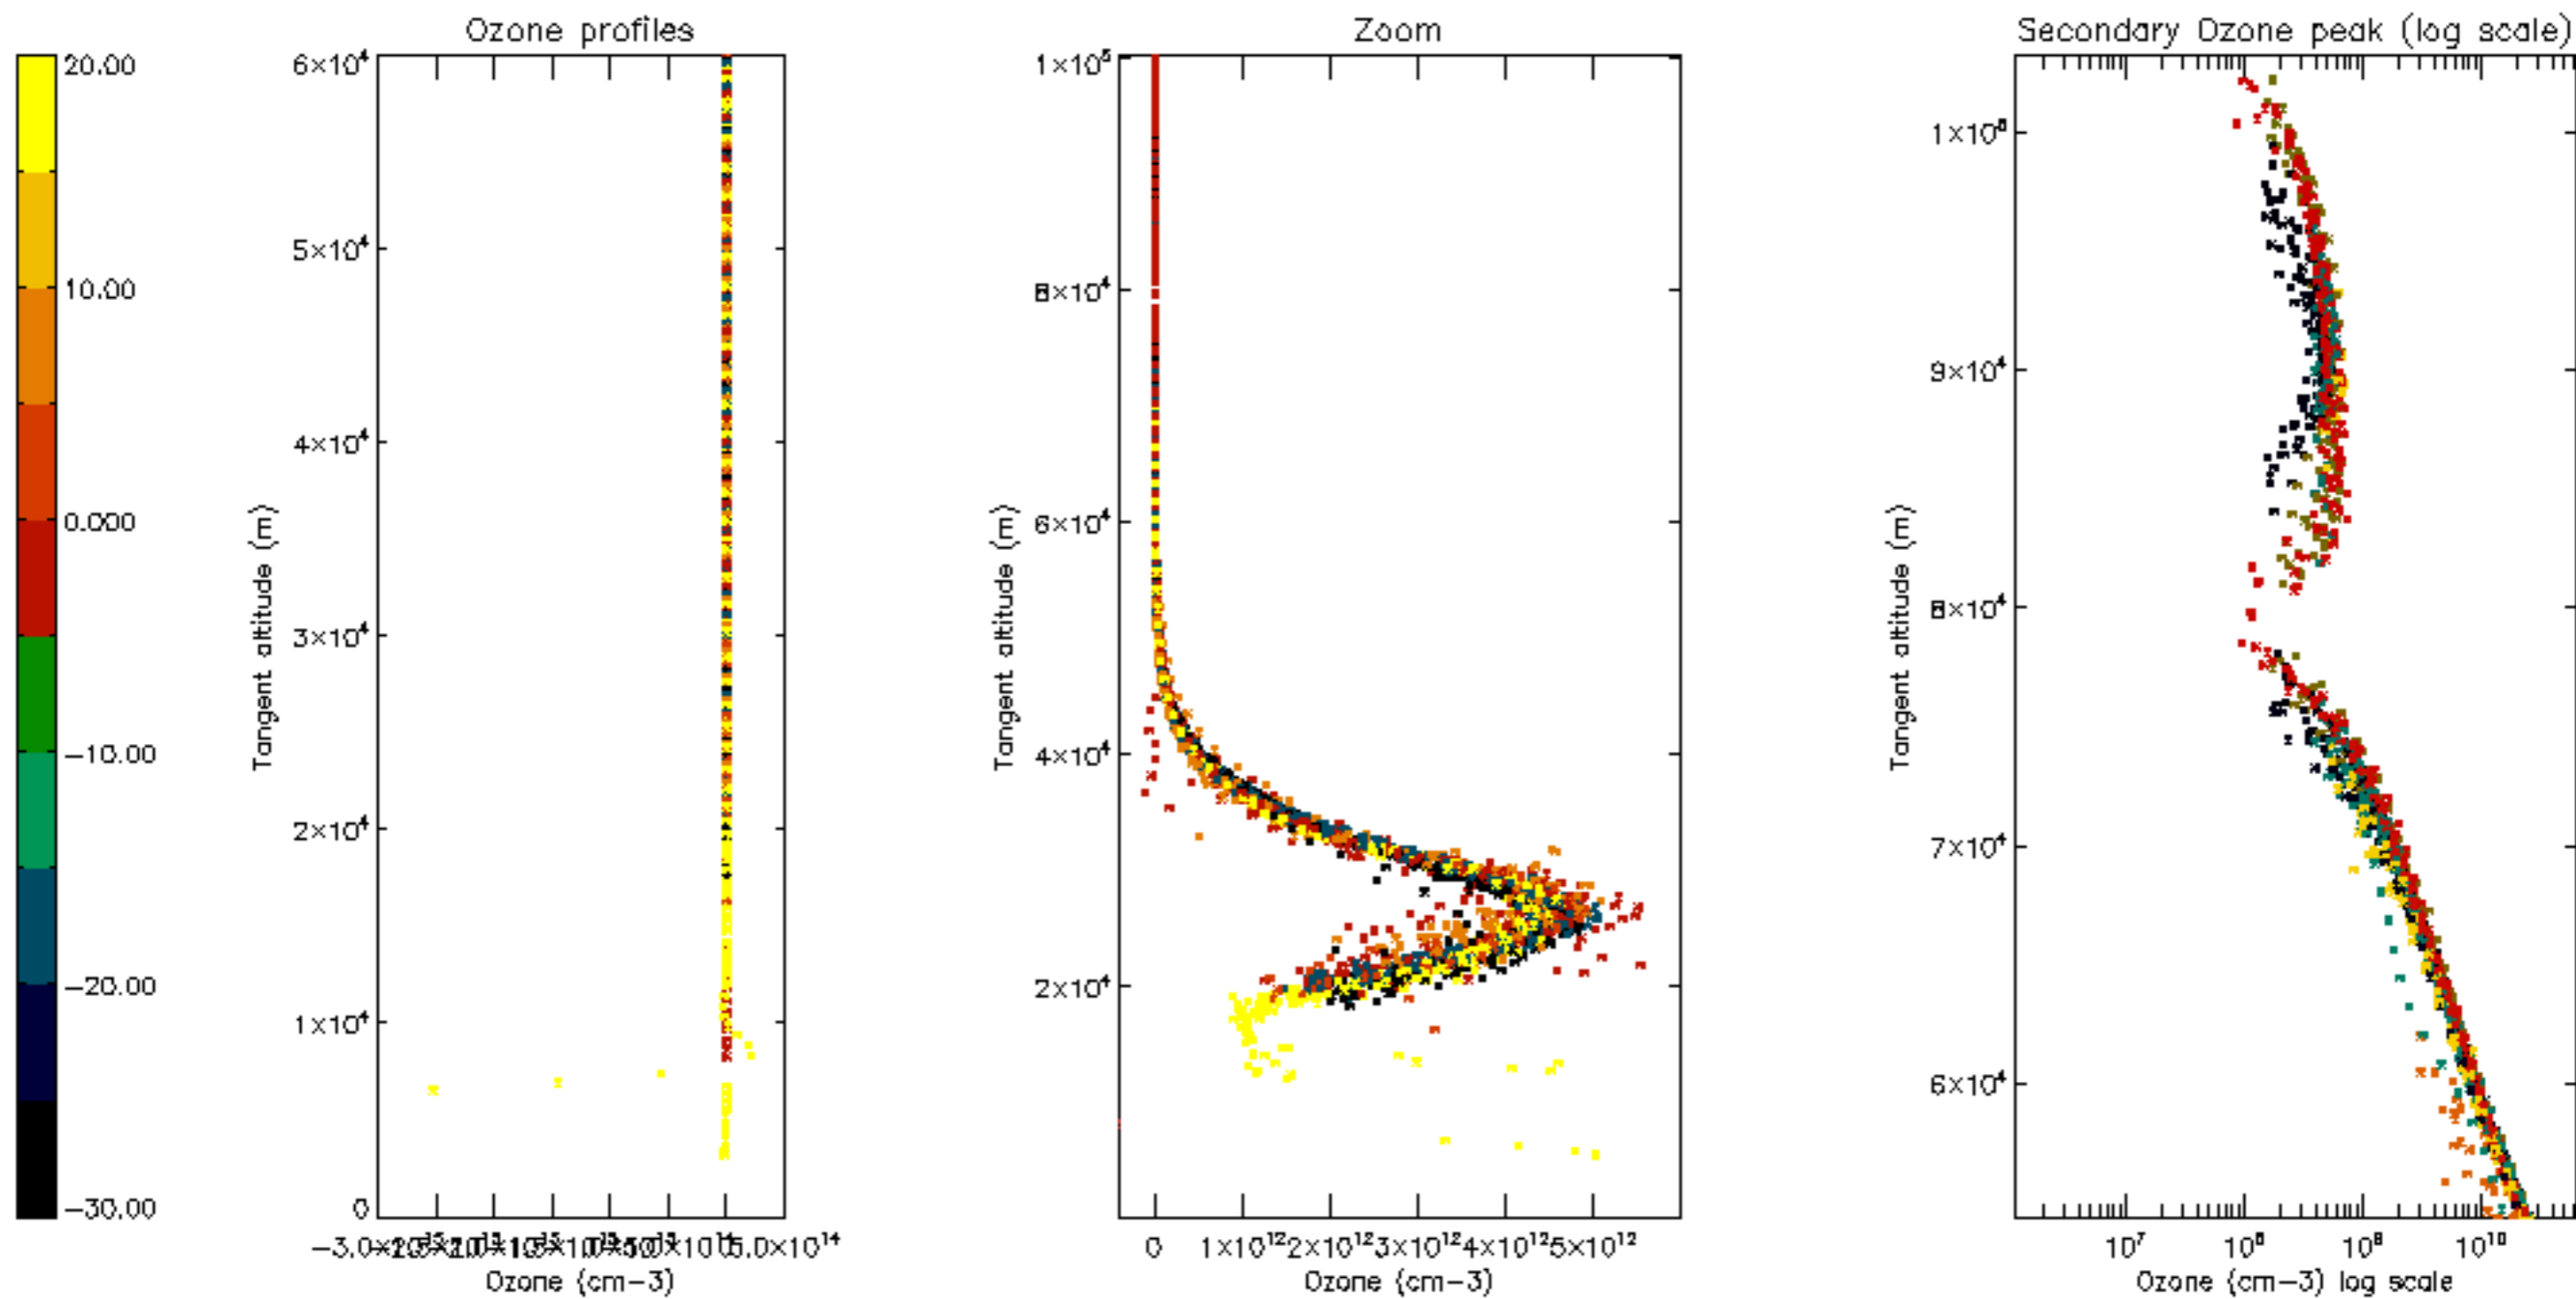 Ozone profiles
Zoom
Secondary Ozone peak (log scale)
20.00
10.00
0.000
−10.00
−20.00
−30.00
6×10⁴
5×10⁴
4×10⁴
3×10⁴
2×10⁴
1×10⁴
0
Tangent altitude (m)
5.0×10¹⁴
Ozone (cm−3)
1×10⁵
8×10⁴
6×10⁴
4×10⁴
2×10⁴
Tangent altitude (m)
0 1×10¹² 2×10¹² 3×10¹² 4×10¹² 5×10¹²
Ozone (cm−3)
9×10⁴
8×10⁴
7×10⁴
6×10⁴
Tangent altitude (m)
10⁷ 10⁸ 10⁹ 10¹⁰
Ozone (cm−3) log scale